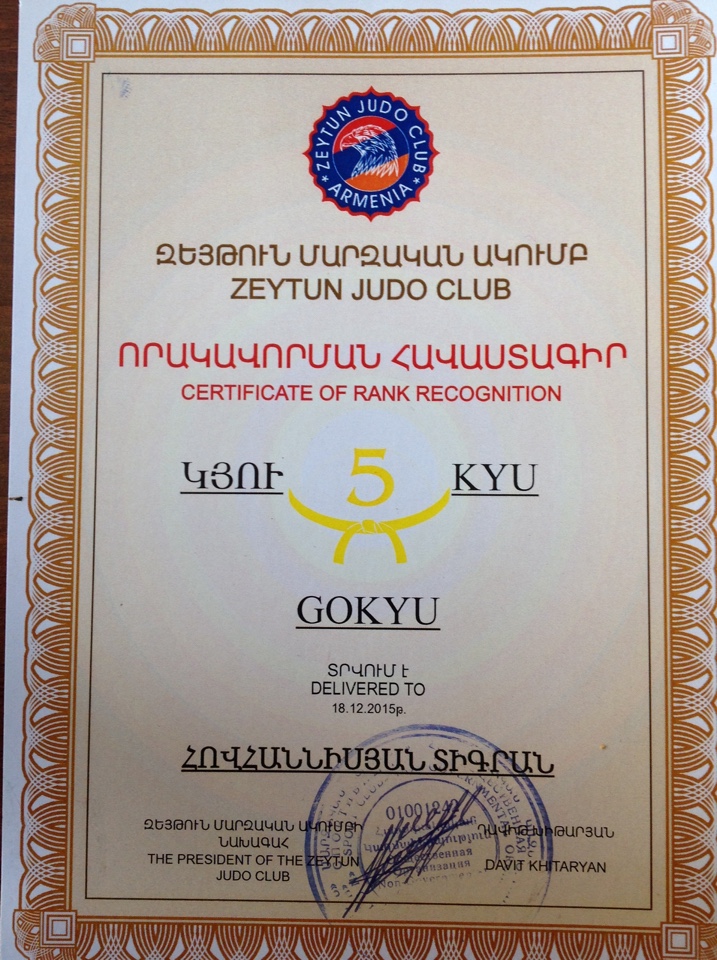 ZEYTUN JUDO CLUB
★ ARMENIA ★
ԶԵՅԹՈՒՆ ՄԱՐԶԱԿԱՆ ԱԿՈՒՄԲ
ZEYTUN JUDO CLUB
ՈՐԱԿԱՎՈՐՄԱՆ ՀԱՎԱՍՏԱԳԻՐ
CERTIFICATE OF RANK RECOGNITION
ԿՅՈՒ 5 KYU
GOKYU
ՏՐՎՈՒՄ է
DELIVERED TO
18.12.2015թ.
ՀՈՎՀԱՆՆԻՍՅԱՆ ՏԻԳՐԱՆ
ԶԵՅԹՈՒՆ ՄԱՐԶԱԿԱՆ ԱԿՈՒՄԲԻ
ՆԱԽԱԳԱՀ
THE PRESIDENT OF THE ZEYTUN
JUDO CLUB
ԴԱՎԻԹ ԽԻԹԱՐՅԱՆ
DAVIT KHITARYAN